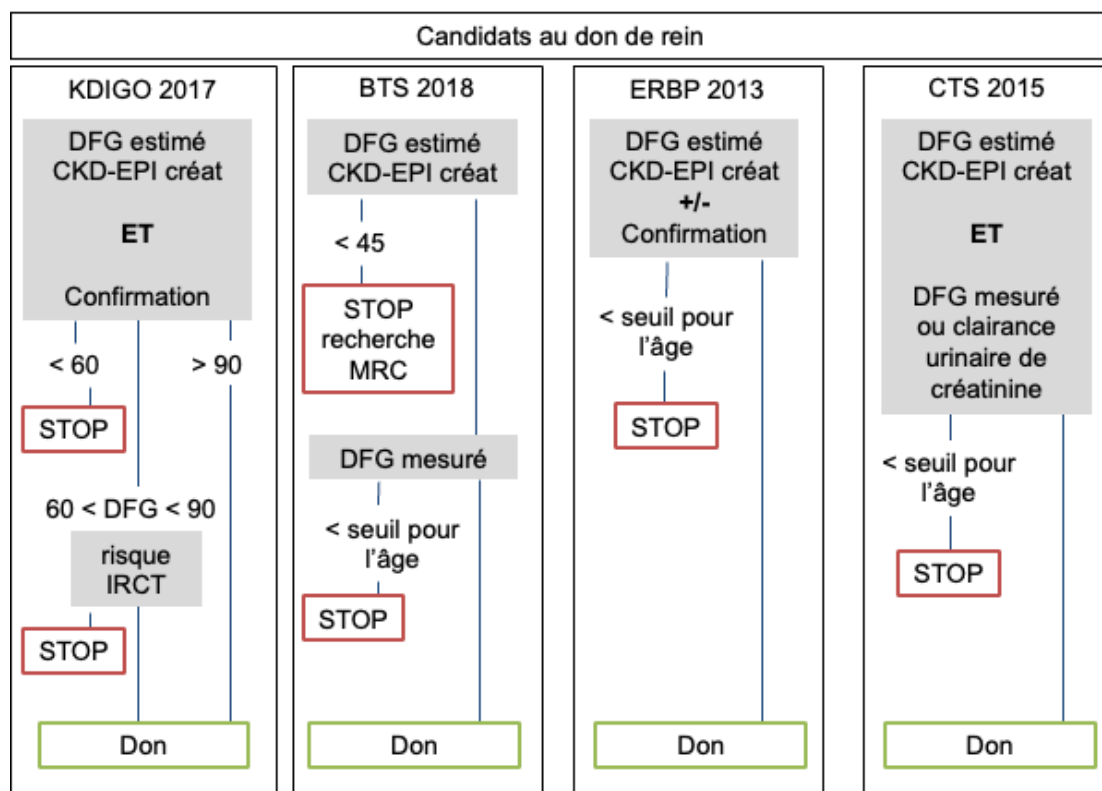 Candidats au don de rein
KDIGO 2017
DFG estimé
CKD-EPI créat
ET
Confirmation
< 60
> 90
STOP
60 < DFG < 90
risque
IRCT
STOP
Don
BTS 2018
DFG estimé
CKD-EPI créat
< 45
STOP
recherche
MRC
DFG mesuré
< seuil pour
l'âge
STOP
Don
ERBP 2013
DFG estimé
CKD-EPI créat
+/-
Confirmation
< seuil pour
l'âge
STOP
Don
CTS 2015
DFG estimé
CKD-EPI créat
ET
DFG mesuré
ou clairance
urinaire de
créatinine
< seuil pour
l'âge
STOP
Don